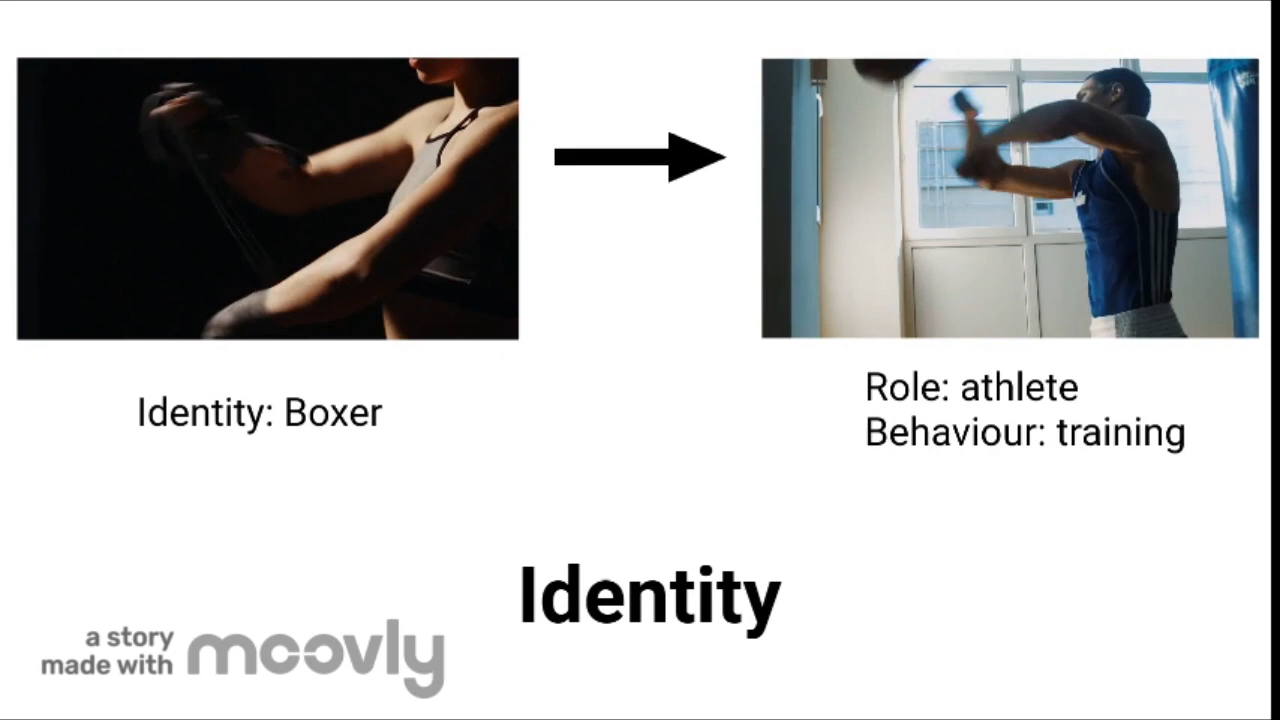 Identity: Boxer
Role: athlete
Behaviour: training
Identity
a story
made with moovly